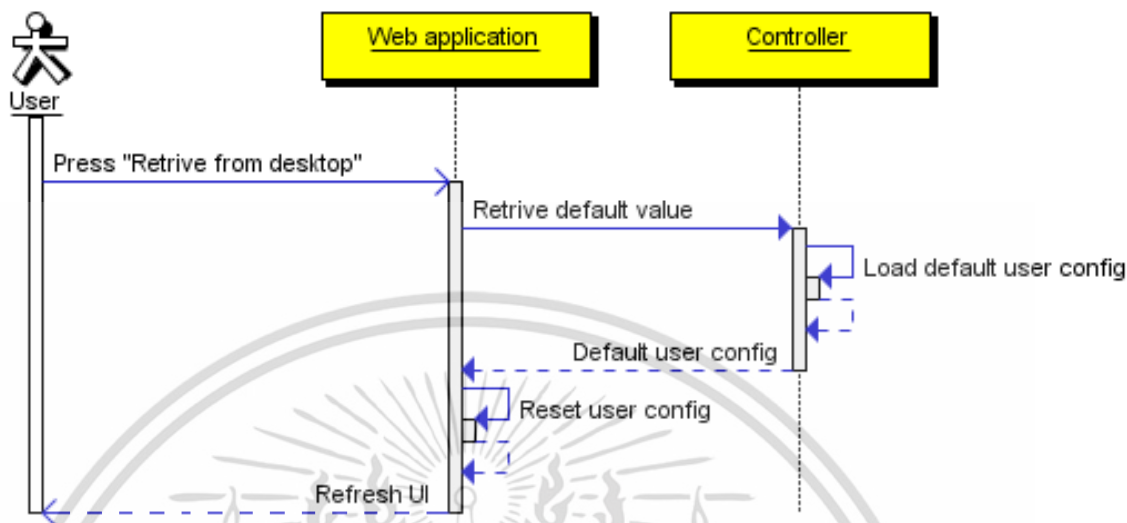 Web application
Controller
User
Press "Retrive from desktop"
Retrive default value
Load default user config
Default user config
Reset user config
Refresh UI